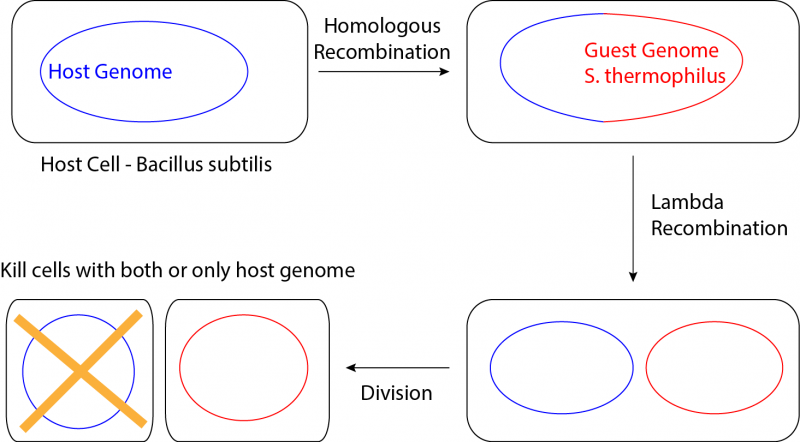 Host Genome
Host Cell - Bacillus subtilis
Homologous
Recombination
Guest Genome
S. thermophilus
Lambda
Recombination
Division
Kill cells with both or only host genome